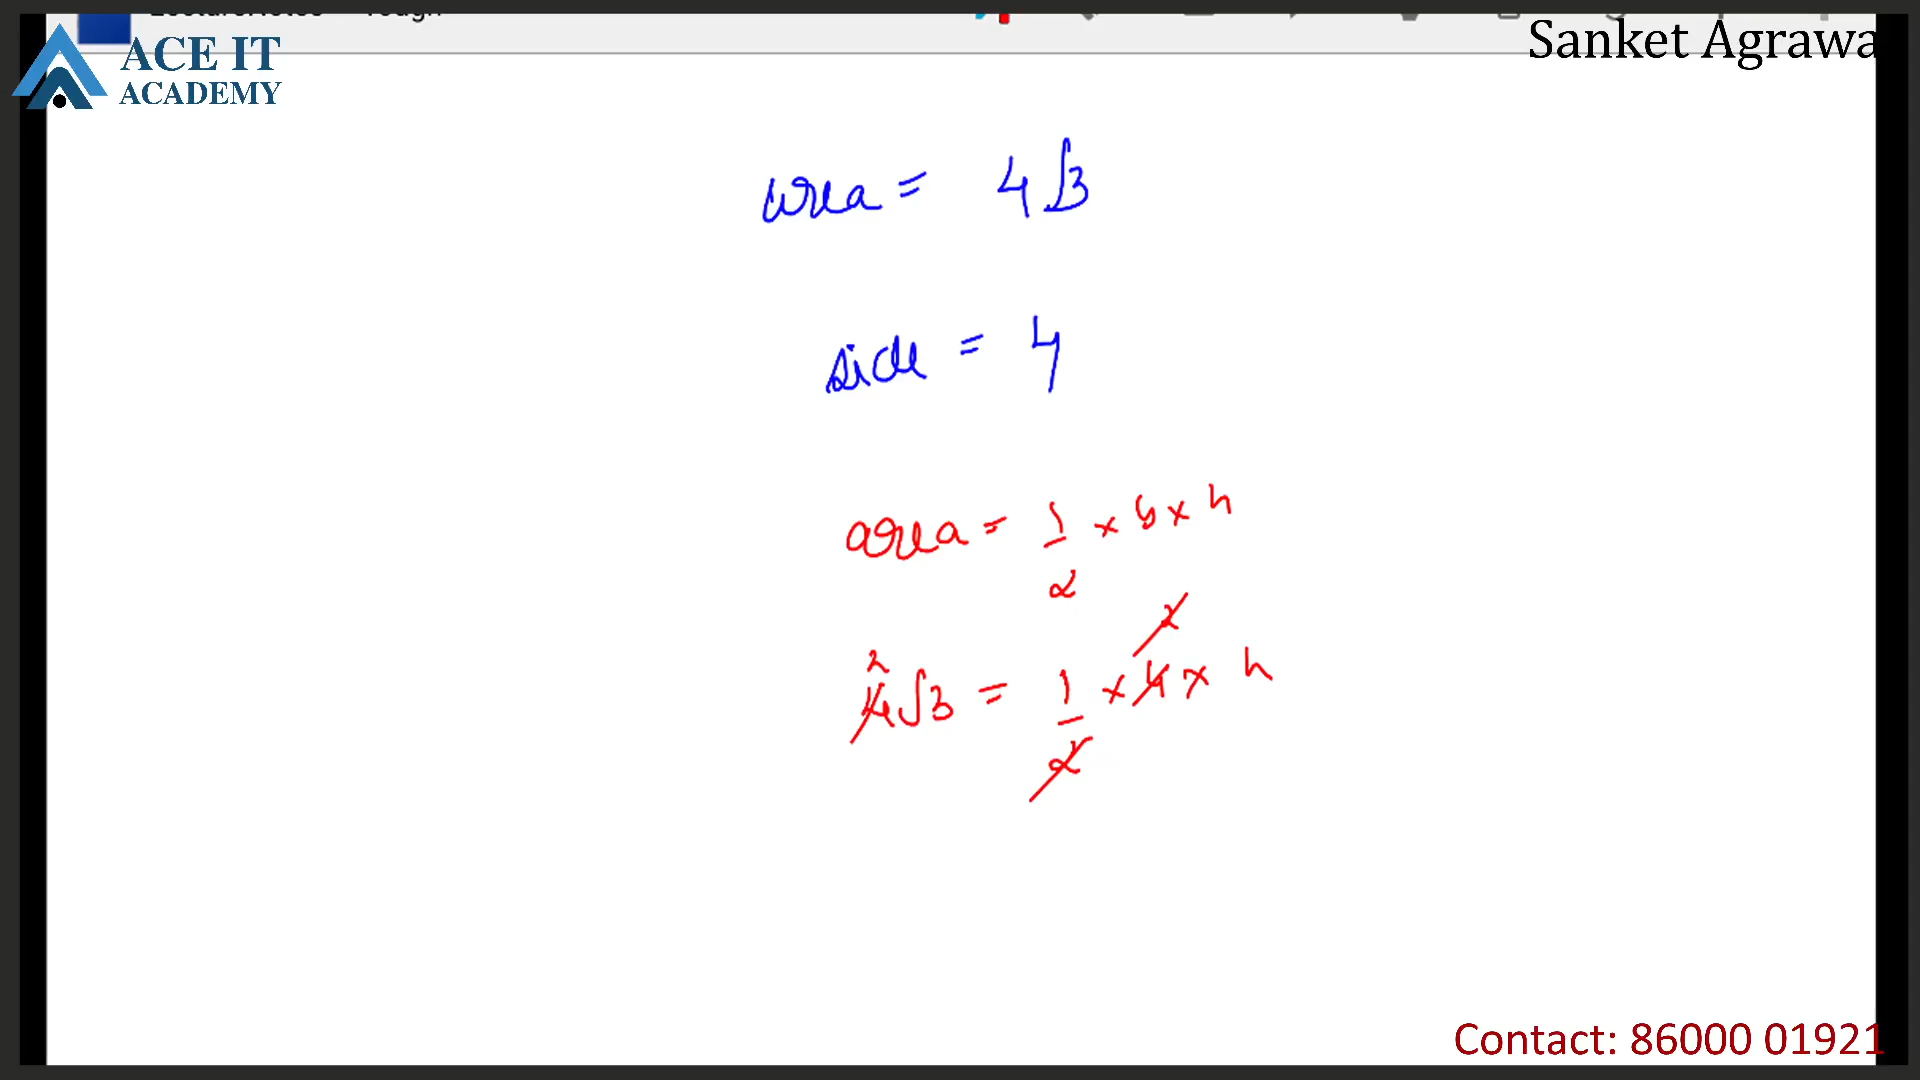 ACE IT
ACADEMY
Sanket Agrawa
area = 4√3
side = 4
area = 1/2 × b × h
4√3 = 1/2 × 4 × h
2
2
Contact: 86000 01921